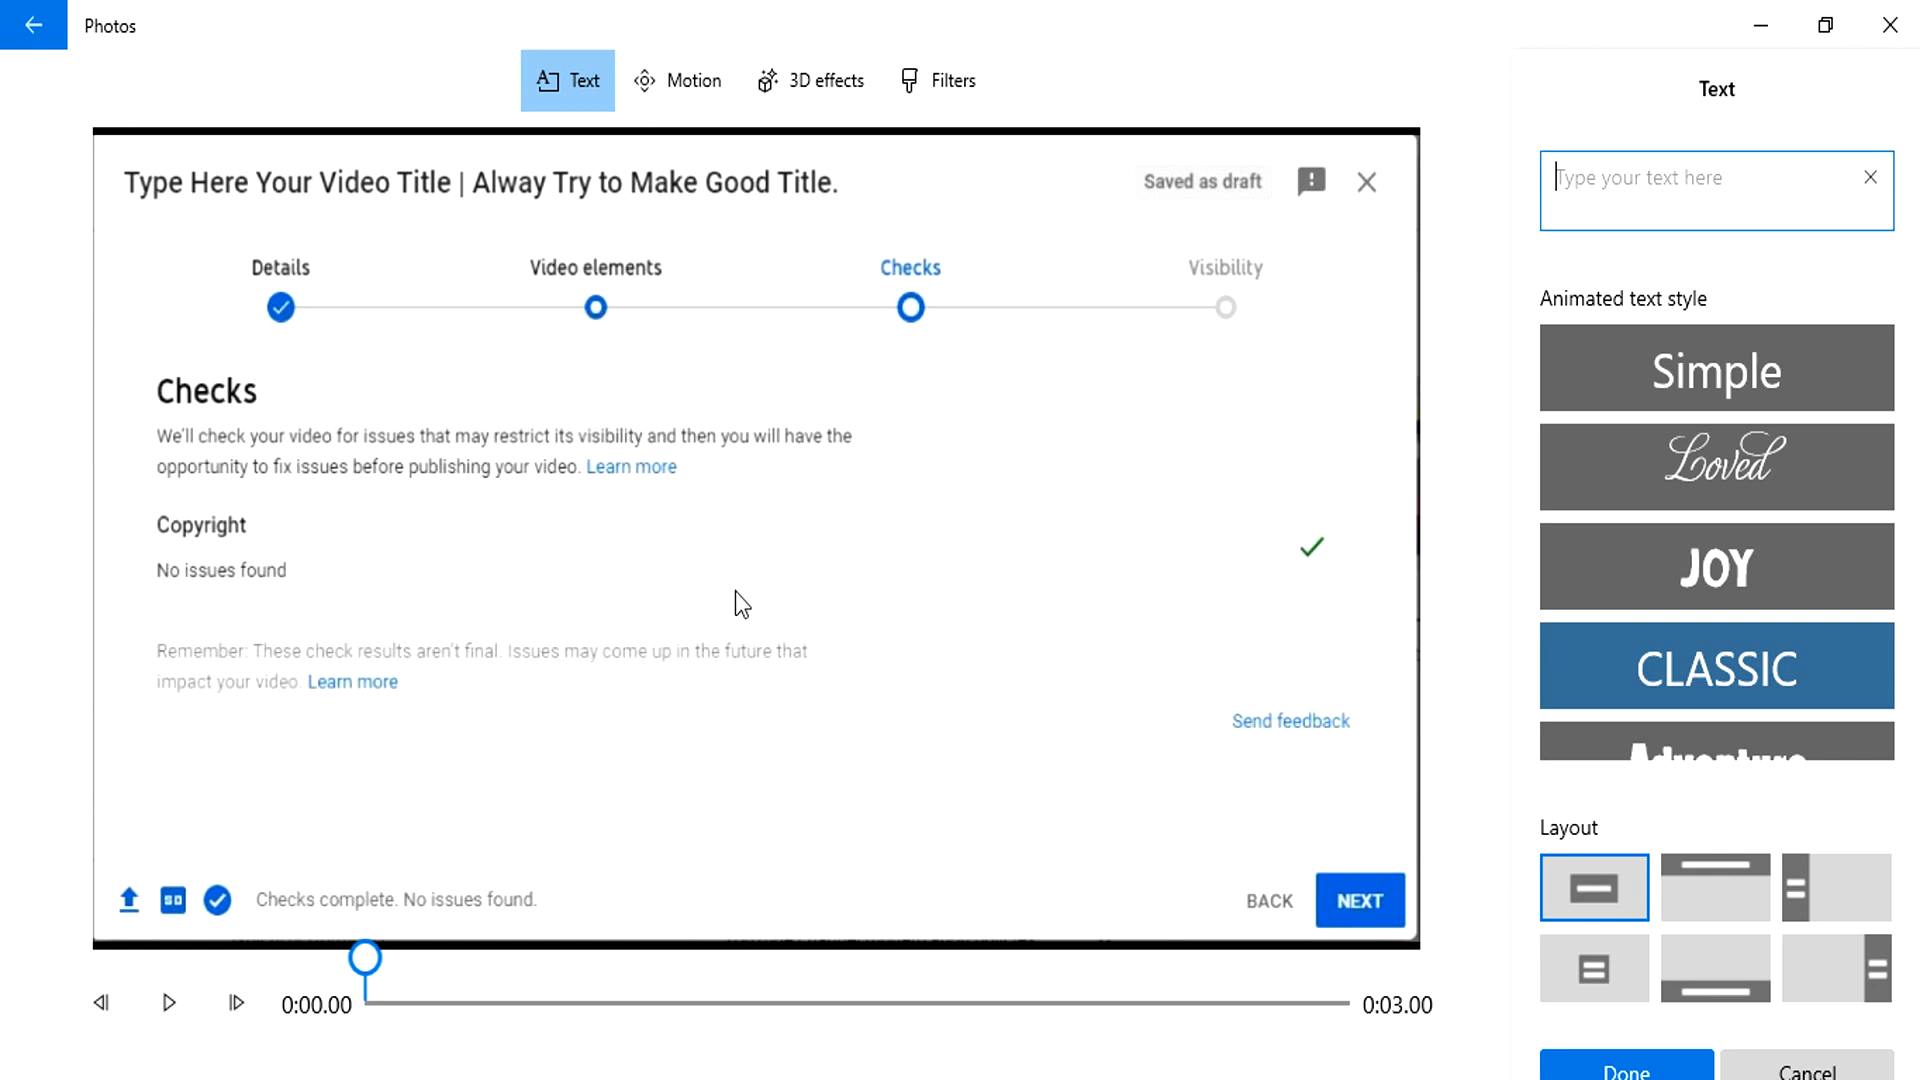 Photos
Text
Motion
3D effects
Filters
Type Here Your Video Title | Alway Try to Make Good Title.
Saved as draft
Details
Video elements
Checks
Visibility
Checks
We'll check your video for issues that may restrict its visibility and then you will have the
opportunity to fix issues before publishing your video. Learn more
Copyright
No issues found
Remember: These check results aren't final. Issues may come up in the future that
impact your video. Learn more
Send feedback
SD
Checks complete. No issues found.
BACK
NEXT
0:00.00
0:03.00
Text
Type your text here
Animated text style
Simple
Loved
JOY
CLASSIC
Adventure
Layout
Done
Cancel